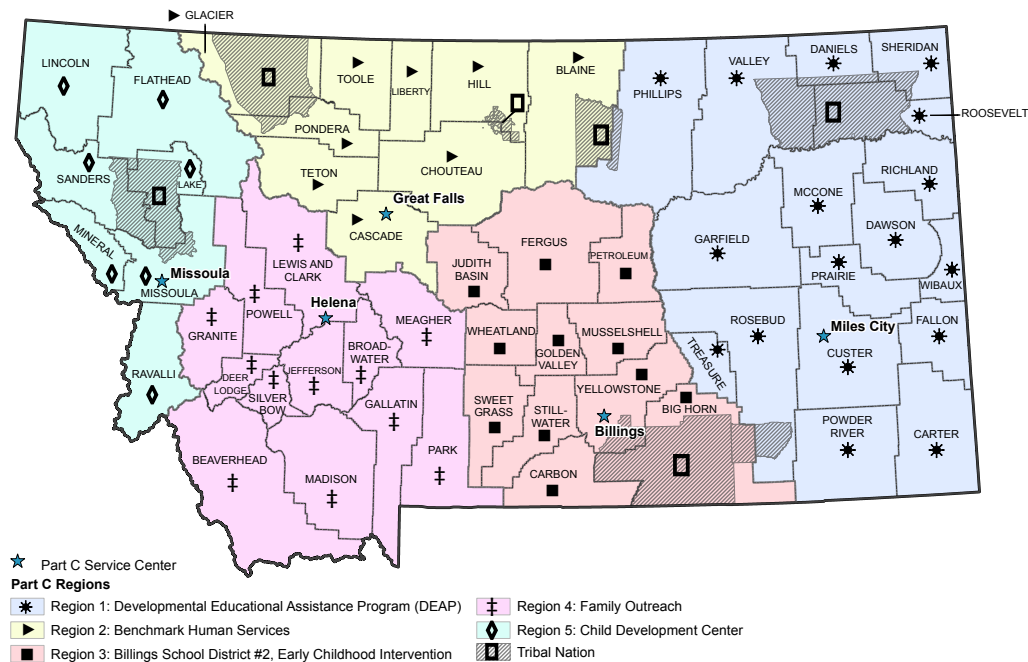 GLACIER
LINCOLN
FLATHEAD
TOOLE
LIBERTY
HILL
BLAINE
PHILLIPS
VALLEY
DANIELS
SHERIDAN
ROOSEVELT
PONDERA
SANDERS
LAKE
TETON
CHOUTEAU
Great Falls
CASCADE
MCCONE
RICHLAND
DAWSON
GARFIELD
PRAIRIE
WIBAUX
MINERAL
Missoula
MISSOULA
LEWIS AND
CLARK
JUDITH
BASIN
FERGUS
PETROLEUM
Helena
POWELL
GRANITE
MEAGHER
BROAD-
WATER
WHEATLAND
GOLDEN
VALLEY
MUSSELSHELL
TREASURE
ROSEBUD
Miles City
CUSTER
FALLON
RAVALLI
DEER
LODGE
SILVER
BOW
JEFFERSON
GALLATIN
SWEET
GRASS
STILL-
WATER
YELLOWSTONE
Billings
BIG HORN
POWDER
RIVER
CARTER
BEAVERHEAD
MADISON
PARK
CARBON
Part C Service Center
Part C Regions
Region 1: Developmental Educational Assistance Program (DEAP)
Region 2: Benchmark Human Services
Region 3: Billings School District #2, Early Childhood Intervention
Region 4: Family Outreach
Region 5: Child Development Center
Tribal Nation